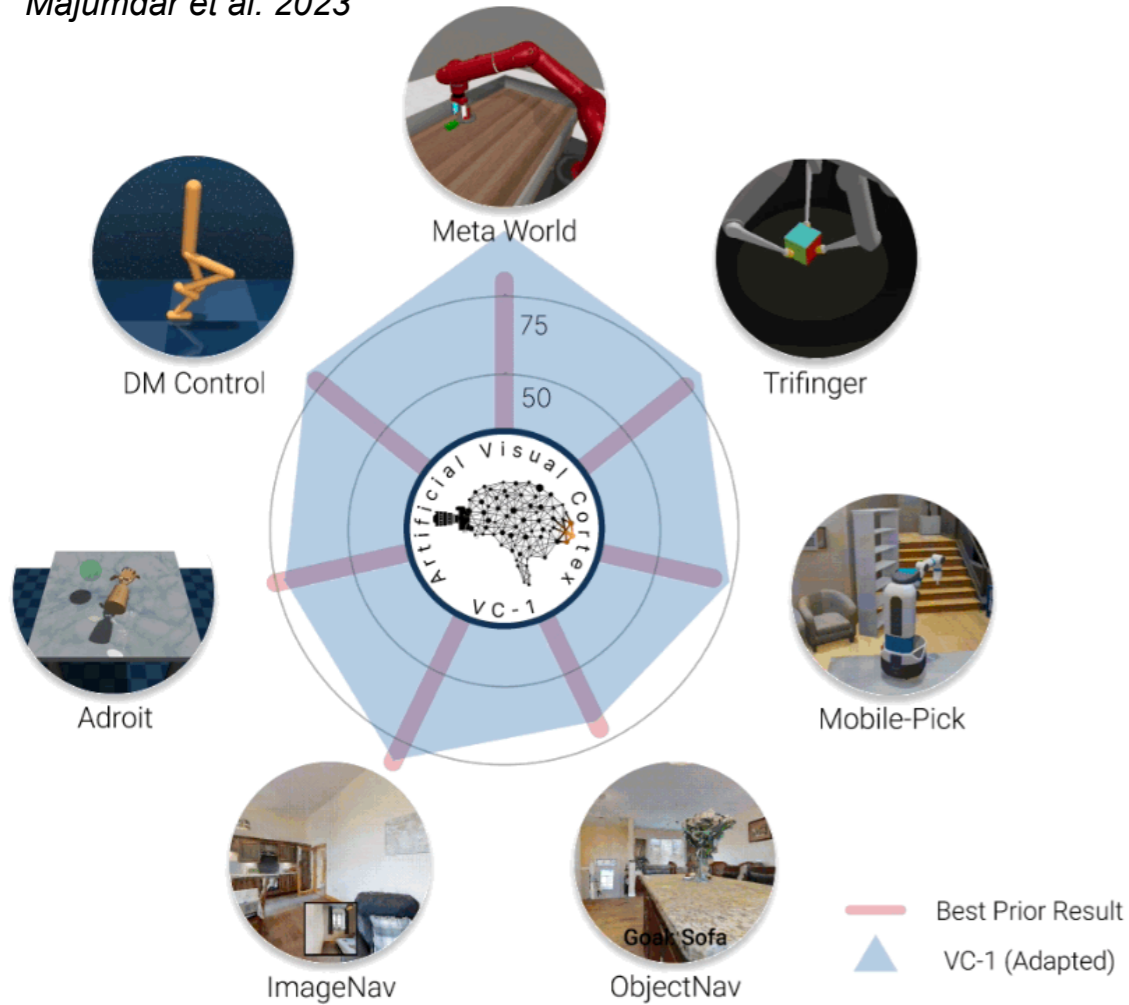 Majumdar et al. 2023
Meta World
DM Control
Trifinger
75
50
Artificial Visual Cortex
VC-1
Adroit
Mobile-Pick
Goal: Sofa
ImageNav
ObjectNav
Best Prior Result
VC-1 (Adapted)